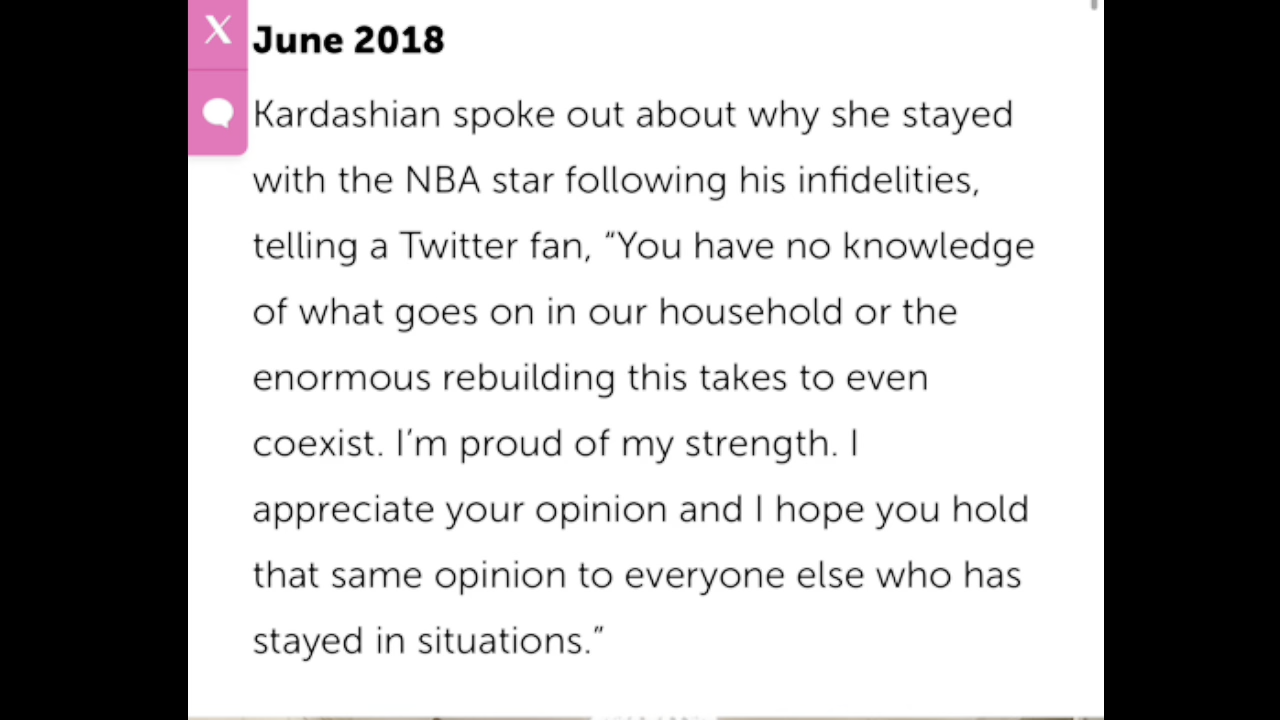 June 2018
Kardashian spoke out about why she stayed
with the NBA star following his infidelities,
telling a Twitter fan, “You have no knowledge
of what goes on in our household or the
enormous rebuilding this takes to even
coexist. I’m proud of my strength. I
appreciate your opinion and I hope you hold
that same opinion to everyone else who has
stayed in situations.”